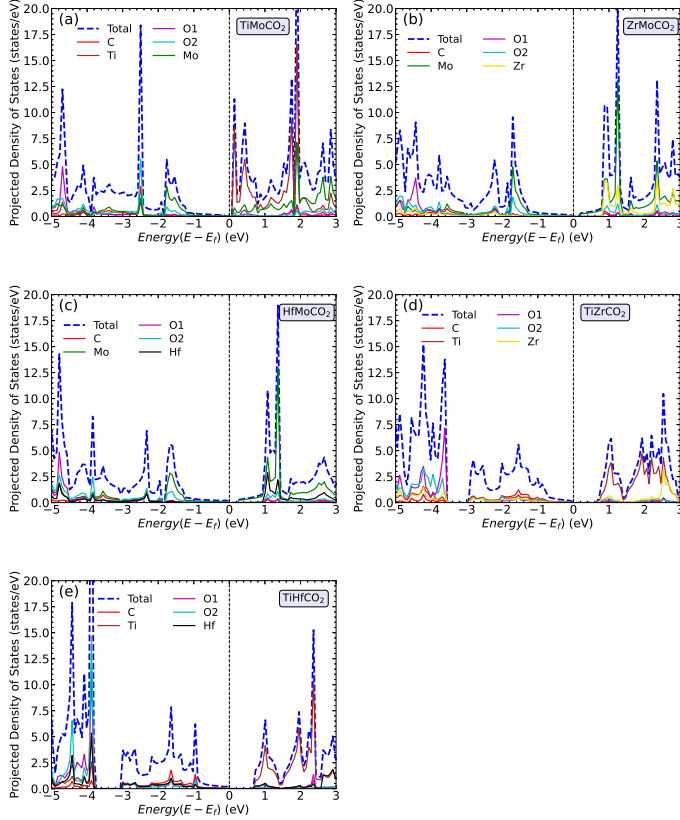 (a)
TiMoCO₂
Total
C
Ti
O1
O2
Mo
20.0
17.5
15.0
12.5
10.0
7.5
5.0
2.5
0.0
Projected Density of States (states/eV)
−5 −4 −3 −2 −1 0 1 2 3
Energy(E − E_f) (eV)
(b)
ZrMoCO₂
Total
C
Mo
O1
O2
Zr
20.0
17.5
15.0
12.5
10.0
7.5
5.0
2.5
0.0
Projected Density of States (states/eV)
−5 −4 −3 −2 −1 0 1 2 3
Energy(E − E_f) (eV)
(c)
HfMoCO₂
Total
C
Mo
O1
O2
Hf
20.0
17.5
15.0
12.5
10.0
7.5
5.0
2.5
0.0
Projected Density of States (states/eV)
−5 −4 −3 −2 −1 0 1 2 3
Energy(E − E_f) (eV)
(d)
TiZrCO₂
Total
C
Ti
O1
O2
Zr
20.0
17.5
15.0
12.5
10.0
7.5
5.0
2.5
0.0
Projected Density of States (states/eV)
−5 −4 −3 −2 −1 0 1 2 3
Energy(E − E_f) (eV)
(e)
TiHfCO₂
Total
C
Ti
O1
O2
Hf
20.0
17.5
15.0
12.5
10.0
7.5
5.0
2.5
0.0
Projected Density of States (states/eV)
−5 −4 −3 −2 −1 0 1 2 3
Energy(E − E_f) (eV)